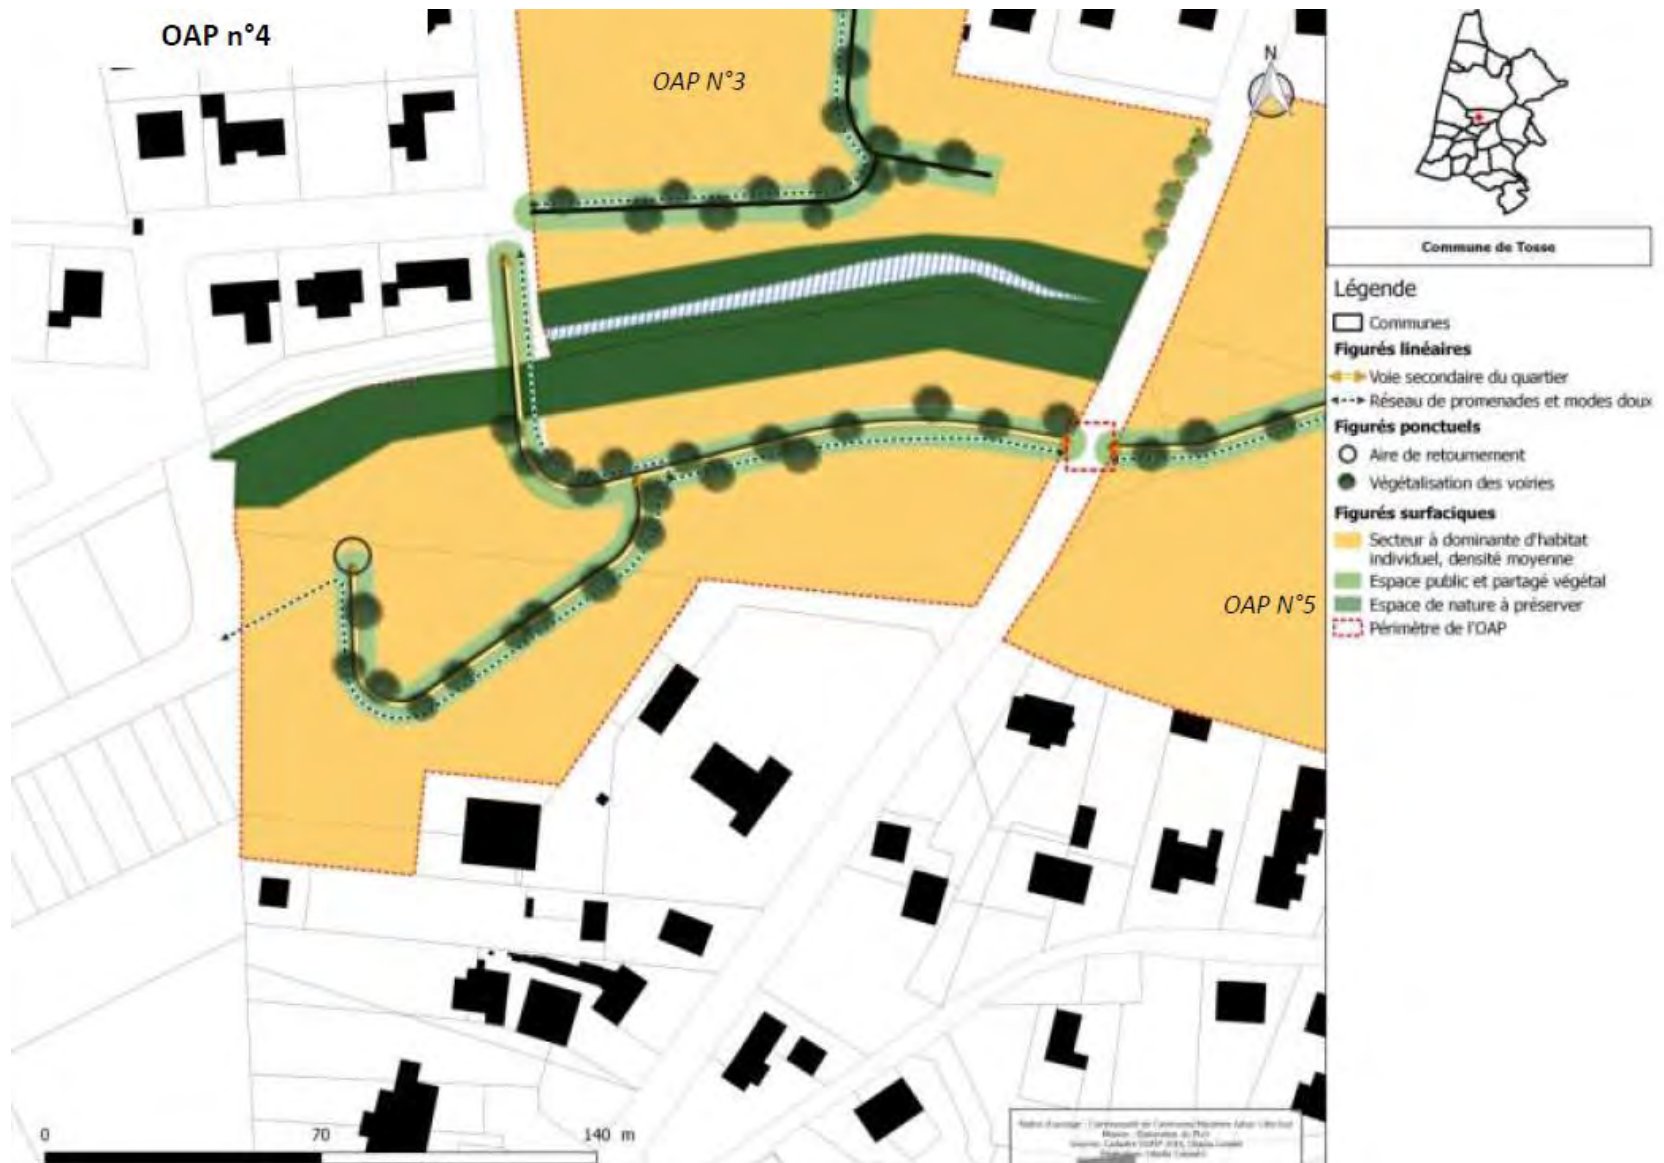 OAP n°4
OAP N°3
N
Commune de Tosse
Légende
Communes
Figurés linéaires
Voie secondaire du quartier
Réseau de promenades et modes doux
Figurés ponctuels
Aire de retournement
Végétalisation des voiries
Figurés surfaciques
Secteur à dominante d'habitat
individuel, densité moyenne
Espace public et partagé végétal
Espace de nature à préserver
Périmètre de l'OAP
OAP N°5
0 70 140 m